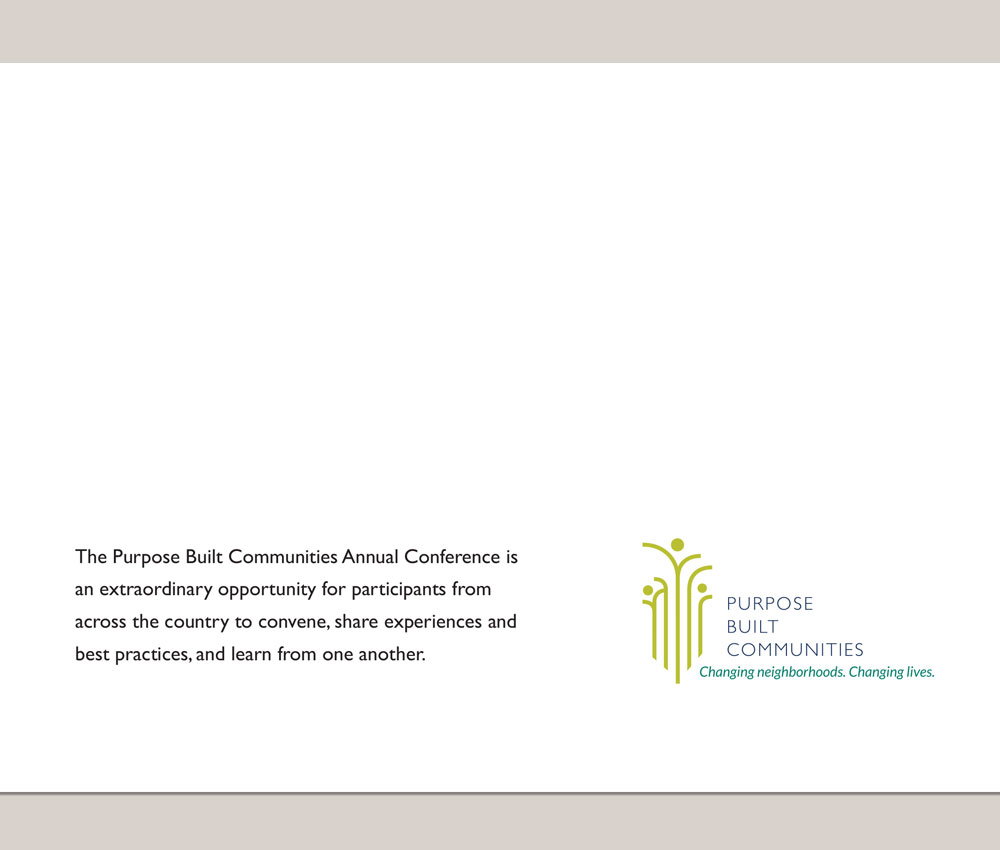 The Purpose Built Communities Annual Conference is
an extraordinary opportunity for participants from
across the country to convene, share experiences and
best practices, and learn from one another.
PURPOSE
BUILT
COMMUNITIES
Changing neighborhoods. Changing lives.